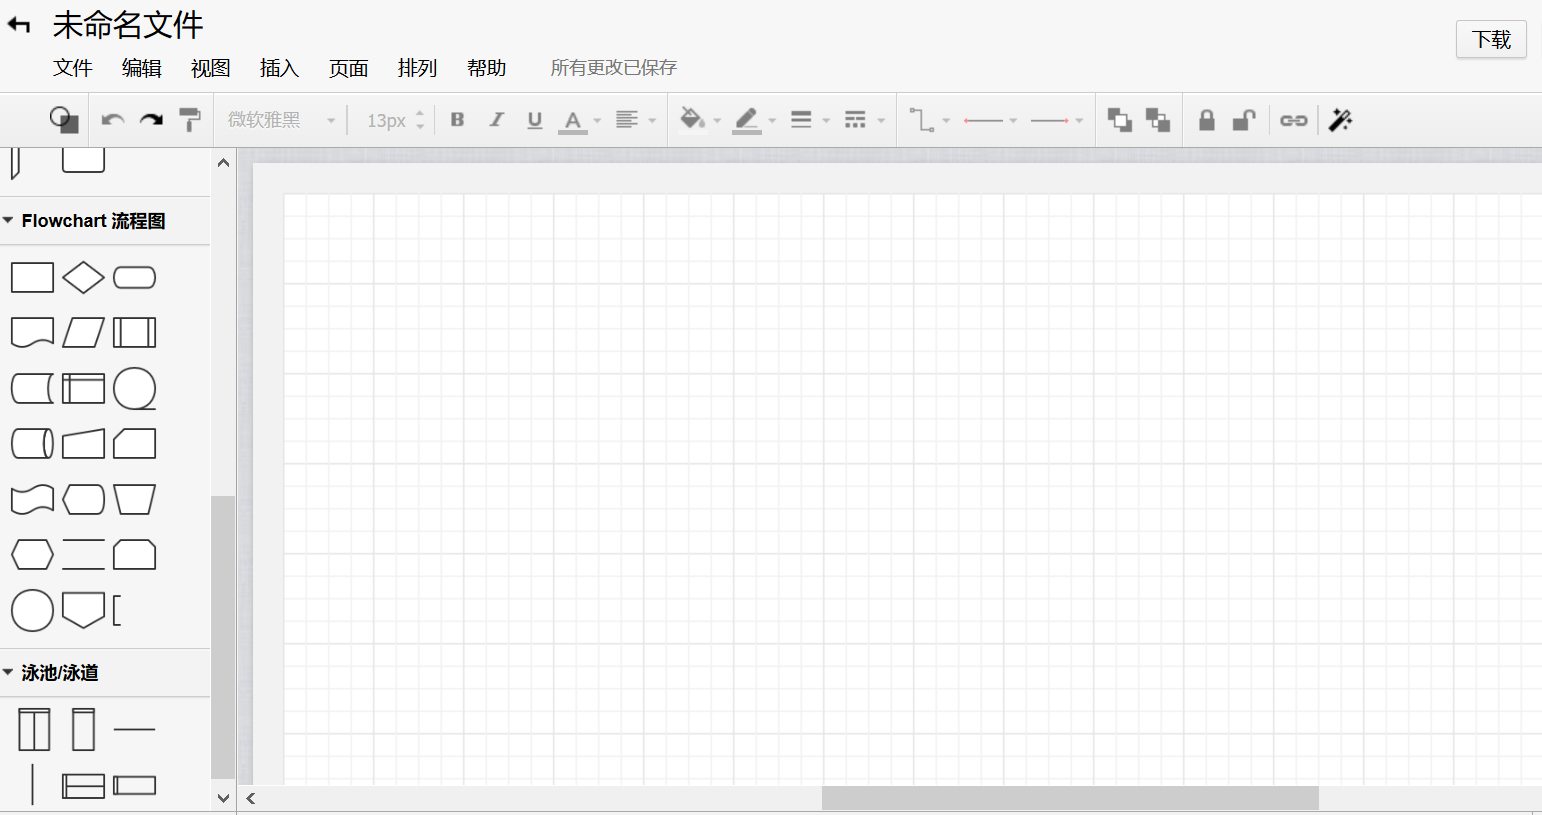 未命名文件
下载
文件 编辑 视图 插入 页面 排列 帮助 所有更改已保存
微软雅黑 13px B I U A
Flowchart 流程图
泳池/泳道